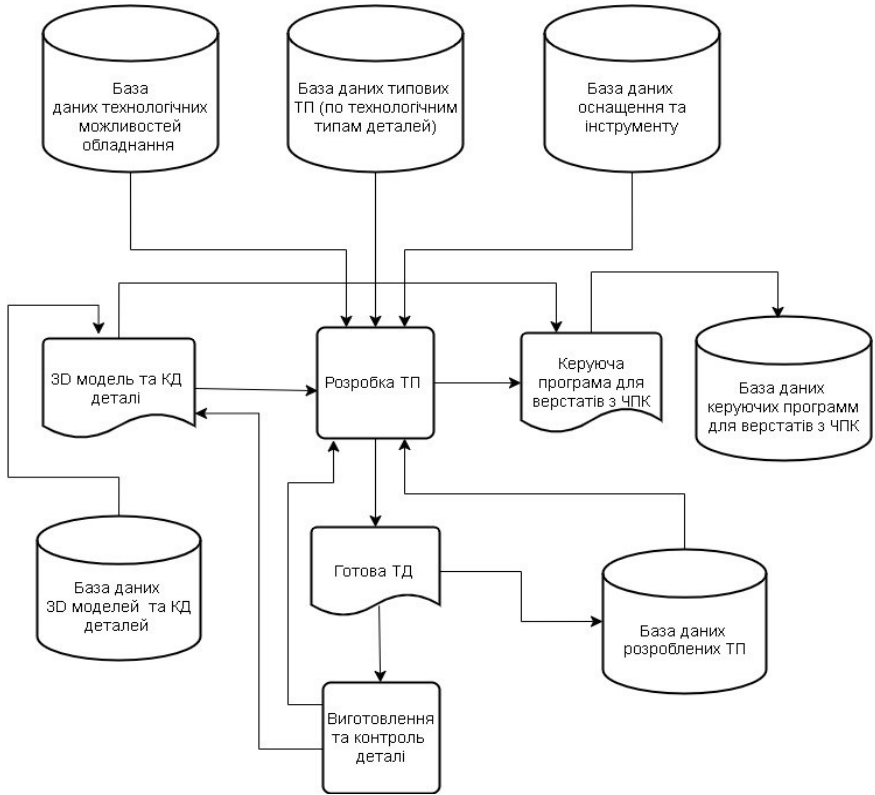 База
даних технологічних
можливостей
обладнання
База даних типових
ТП (по технологічним
типам деталей)
База даних
оснащення та
інструменту
3D модель та КД
деталі
Розробка ТП
Керуюча
програма для
верстатів з ЧПК
База даних
керуючих программ
для верстатів з ЧПК
База даних
3D моделей та КД
деталей
Готова ТД
База даних
розроблених ТП
Виготовлення
та контроль
деталі